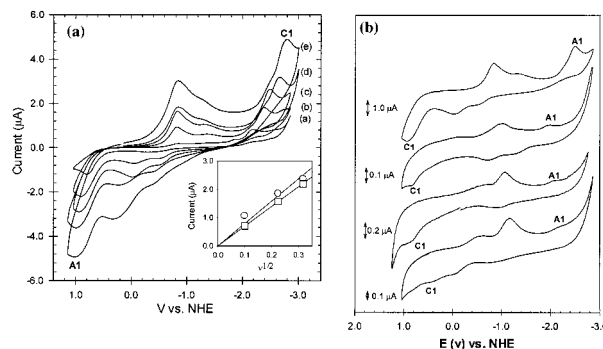 (a)
C1
(e)
(d)
(c)
(b)
(a)
A1
6.0
4.0
2.0
0.0
-2.0
-4.0
-6.0
Current (μA)
1.0 0.0 -1.0 -2.0 -3.0
V vs. NHE
3.0
2.0
1.0
0.0
Current (μA)
0.0 0.1 0.2 0.3
ν1/2
(b)
A1
1.0 μA
C1
A1
0.1 μA
C1
A1
0.2 μA
C1
A1
0.1 μA
C1
2.0 1.0 0.0 -1.0 -2.0 -3.0
E (v) vs. NHE